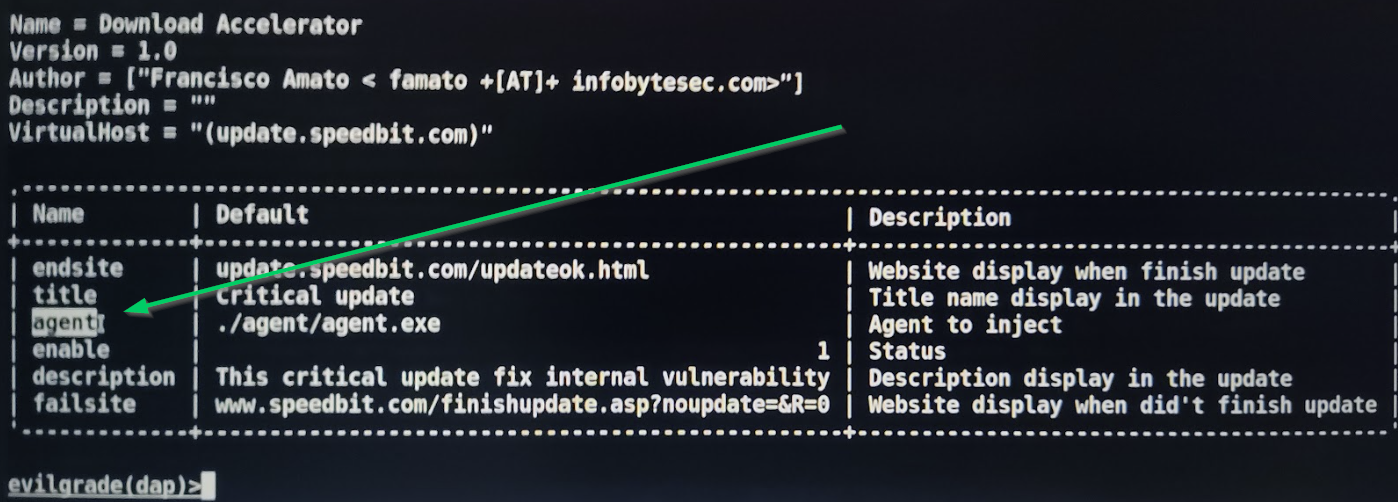 Name = Download Accelerator
Version = 1.0
Author = ["Francisco Amato < famato +[AT]+ infobytesec.com>"]
Description = ""
VirtualHost = "(update.speedbit.com)"
| Name | Default | Description
| endsite | update.speedbit.com/updateok.html | Website display when finish update
| title | Critical update | Title name display in the update
| agent | ./agent/agent.exe | Agent to inject
| enable | 1 | Status
| description | This critical update fix internal vulnerability | Description display in the update
| failsite | www.speedbit.com/finishupdate.asp?noupdate=&R=0 | Website display when did't finish update
evilgrade(dap)>